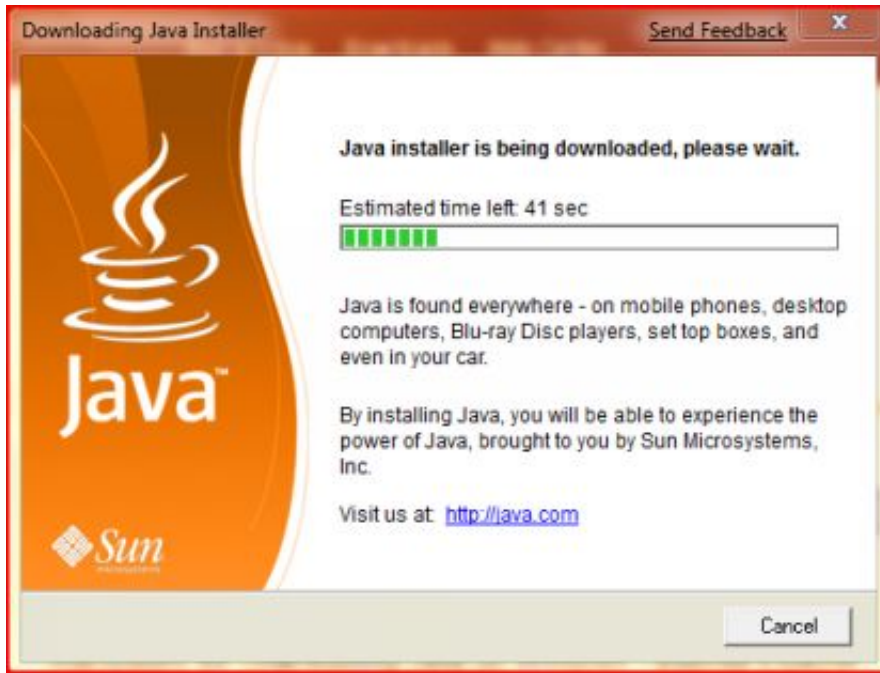 Downloading Java Installer
Send Feedback
x
Java installer is being downloaded, please wait.
Estimated time left: 41 sec
Java is found everywhere - on mobile phones, desktop
computers, Blu-ray Disc players, set top boxes, and
even in your car.
By installing Java, you will be able to experience the
power of Java, brought to you by Sun Microsystems,
Inc.
Visit us at: http://java.com
Java™
Sun
microsystems
Cancel